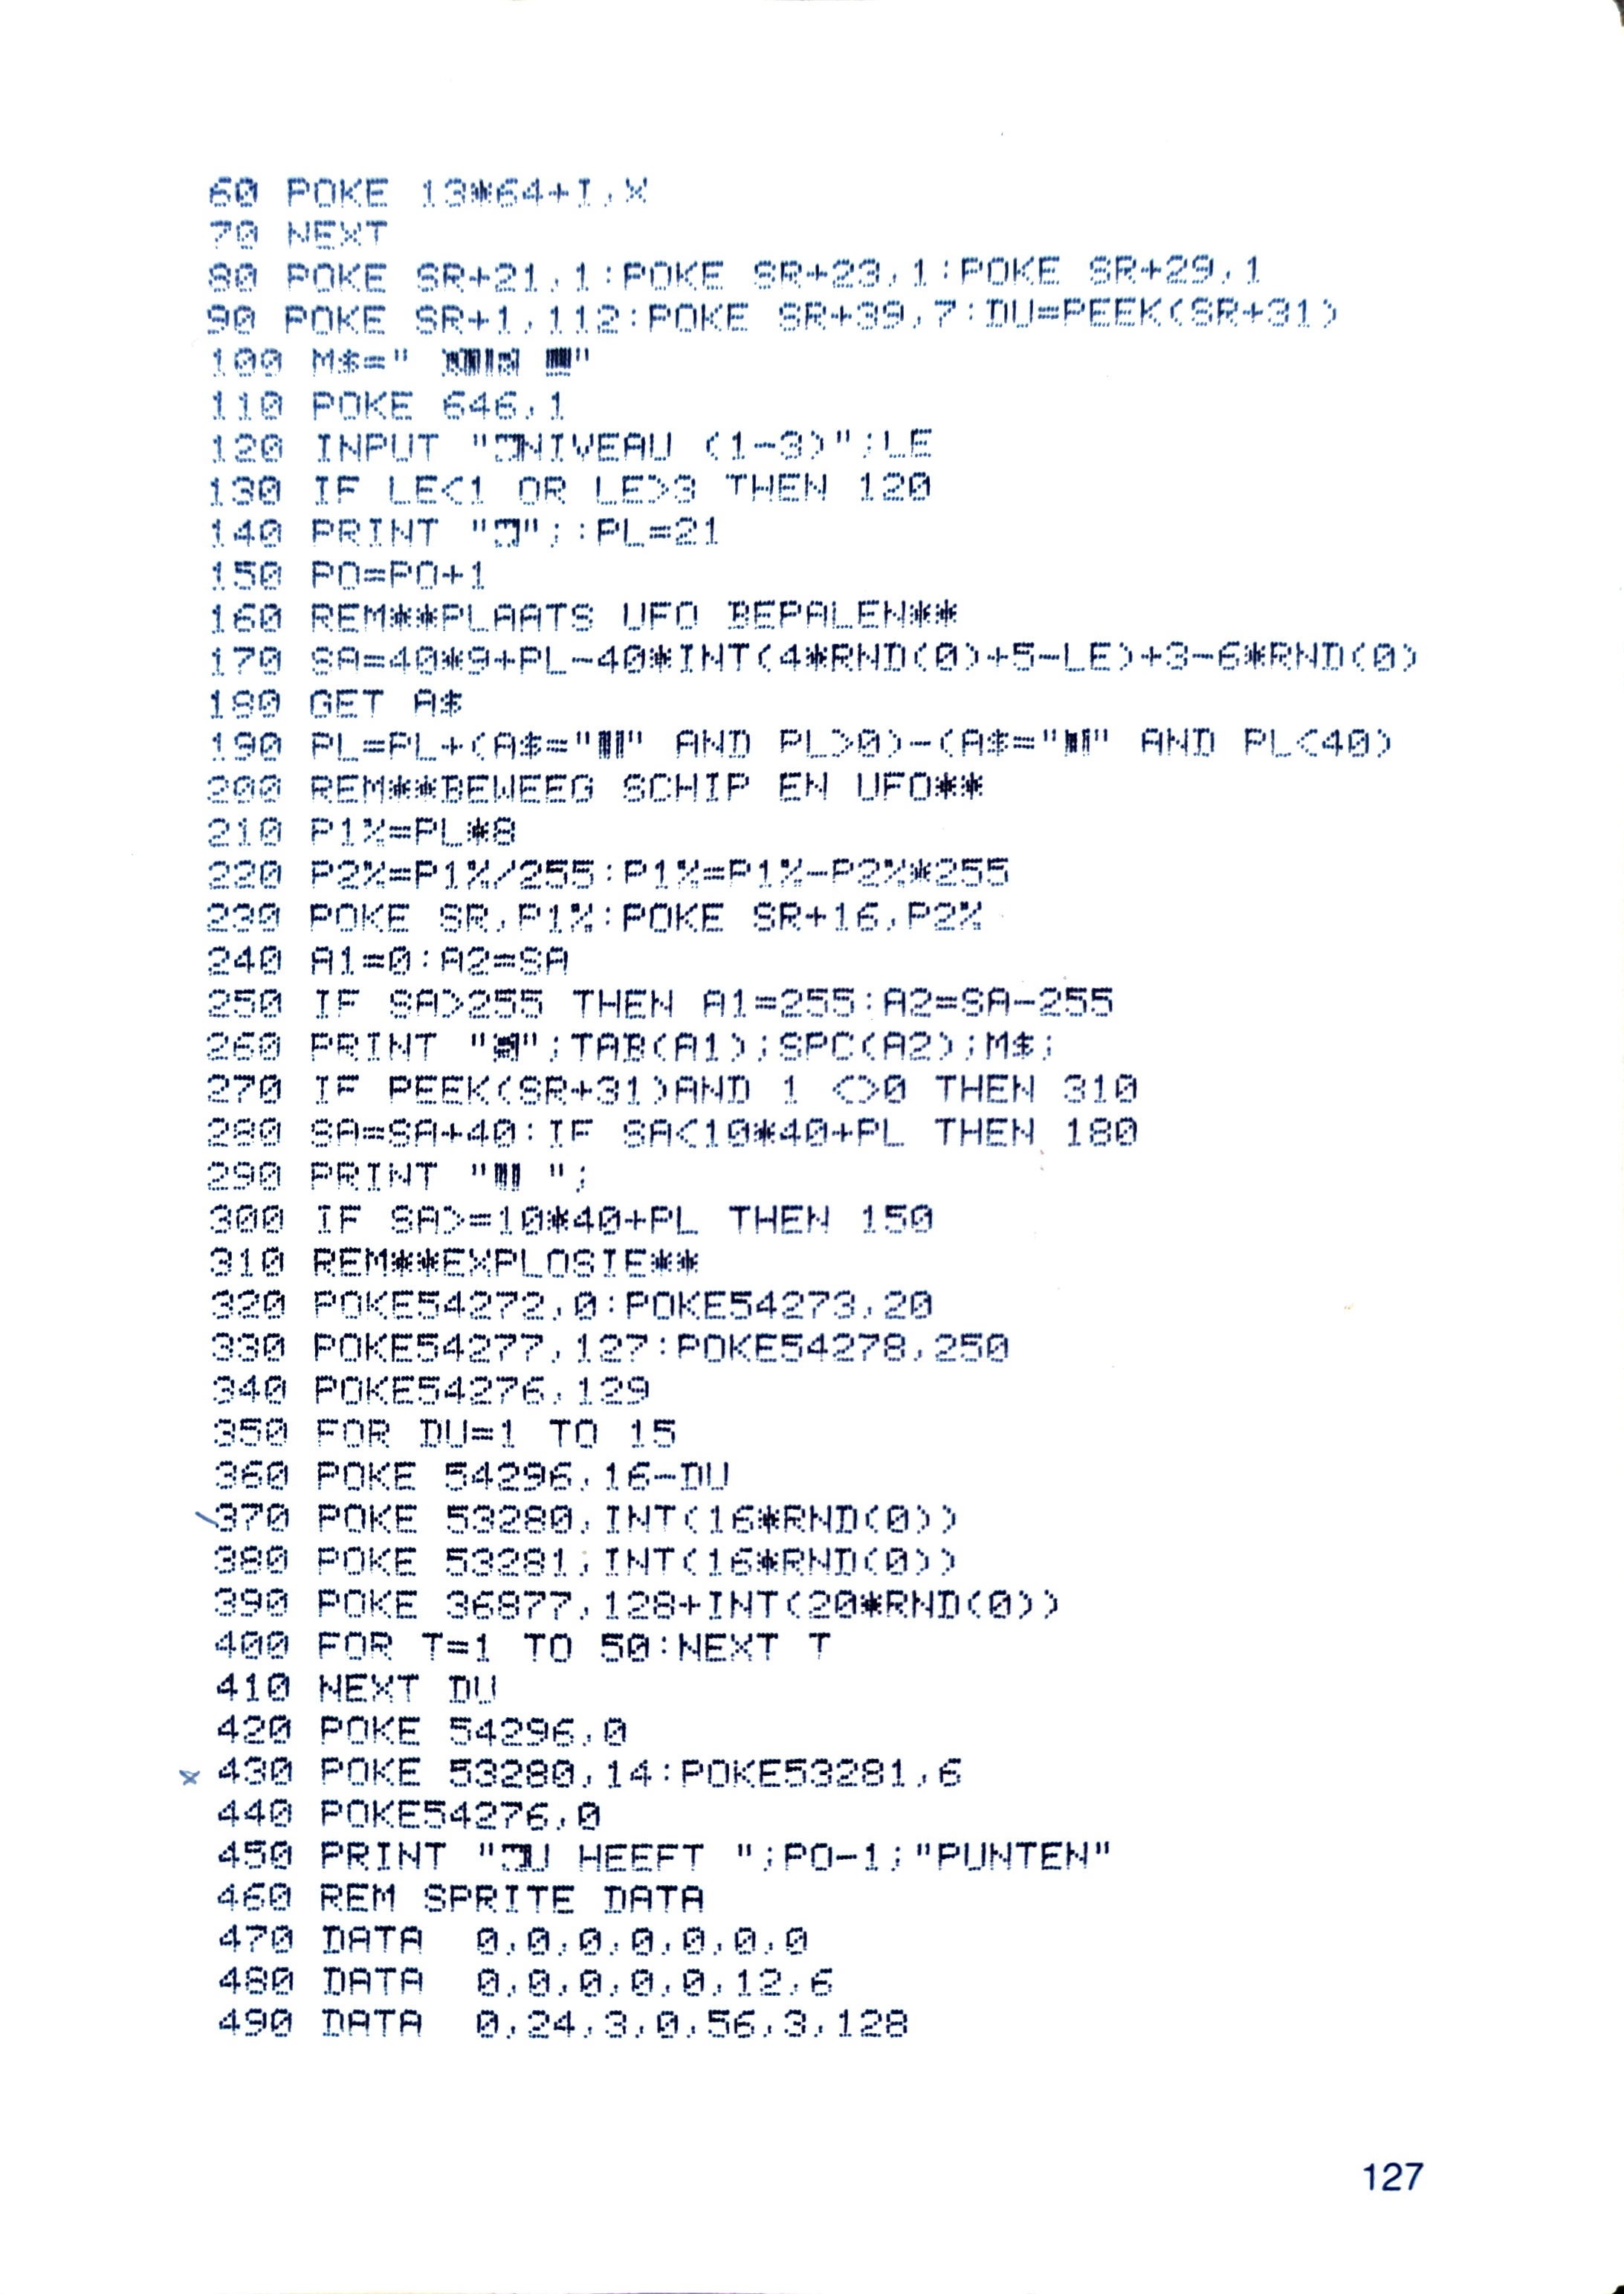 60 POKE 13*64+I,X
70 NEXT
80 POKE SR+21,1:POKE SR+23,1:POKE SR+29,1
90 POKE SR+1,112:POKE SR+39,7:DU=PEEK(SR+31)
100 M$=" "
110 POKE 646,1
120 INPUT "NIVEAU (1-3)";LE
130 IF LE<1 OR LE>3 THEN 120
140 PRINT "";:PL=21
150 PO=PO+1
160 REM**PLAATS UFO BEPALEN**
170 SA=40*9+PL-40*INT(4*RND(0)+5-LE)+3-6*RND(0)
180 GET A$
190 PL=PL+(A$="" AND PL>0)-(A$="" AND PL<40)
200 REM**BEWEEG SCHIP EN UFO**
210 P1%=PL*8
220 P2%=P1%/255:P1%=P1%-P2%*255
230 POKE SR,P1%:POKE SR+16,P2%
240 A1=0:A2=SA
250 IF SA>255 THEN A1=255:A2=SA-255
260 PRINT "";TAB(A1);SPC(A2);M$;
270 IF PEEK(SR+31)AND 1 <>0 THEN 310
280 SA=SA+40:IF SA<10*40+PL THEN 180
290 PRINT " ";
300 IF SA>=10*40+PL THEN 150
310 REM**EXPLOSIE**
320 POKE54272,0:POKE54273,20
330 POKE54277,127:POKE54278,250
340 POKE54276,129
350 FOR DU=1 TO 15
360 POKE 54296,16-DU
370 POKE 53280,INT(16*RND(0))
380 POKE 53281,INT(16*RND(0))
390 POKE 36877,128+INT(20*RND(0))
400 FOR T=1 TO 50:NEXT T
410 NEXT DU
420 POKE 54296,0
430 POKE 53280,14:POKE53281,6
440 POKE54276,0
450 PRINT "U HEEFT ";PO-1;"PUNTEN"
460 REM SPRITE DATA
470 DATA  0,0,0,0,0,0,0
480 DATA  0,0,0,0,0,12,6
490 DATA  0,24,3,0,56,3,128
127